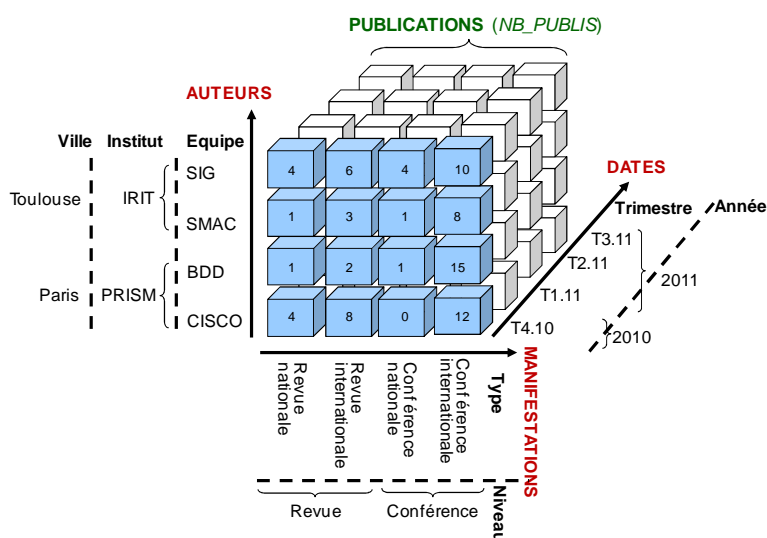 PUBLICATIONS (NB_PUBLIS)
AUTEURS
Ville Institut Equipe
DATES
Trimestre Année
Toulouse IRIT SIG
SMAC
Paris PRISM BDD
CISCO
4 6 4 10
1 3 1 8
1 2 1 15
4 8 0 12
T3.11
T2.11
T1.11
T4.10
2011
2010
Revue
nationale
Revue
internationale
Conférence
nationale
Conférence
internationale
Type
MANIFESTATIONS
Revue
Conférence
Niveau